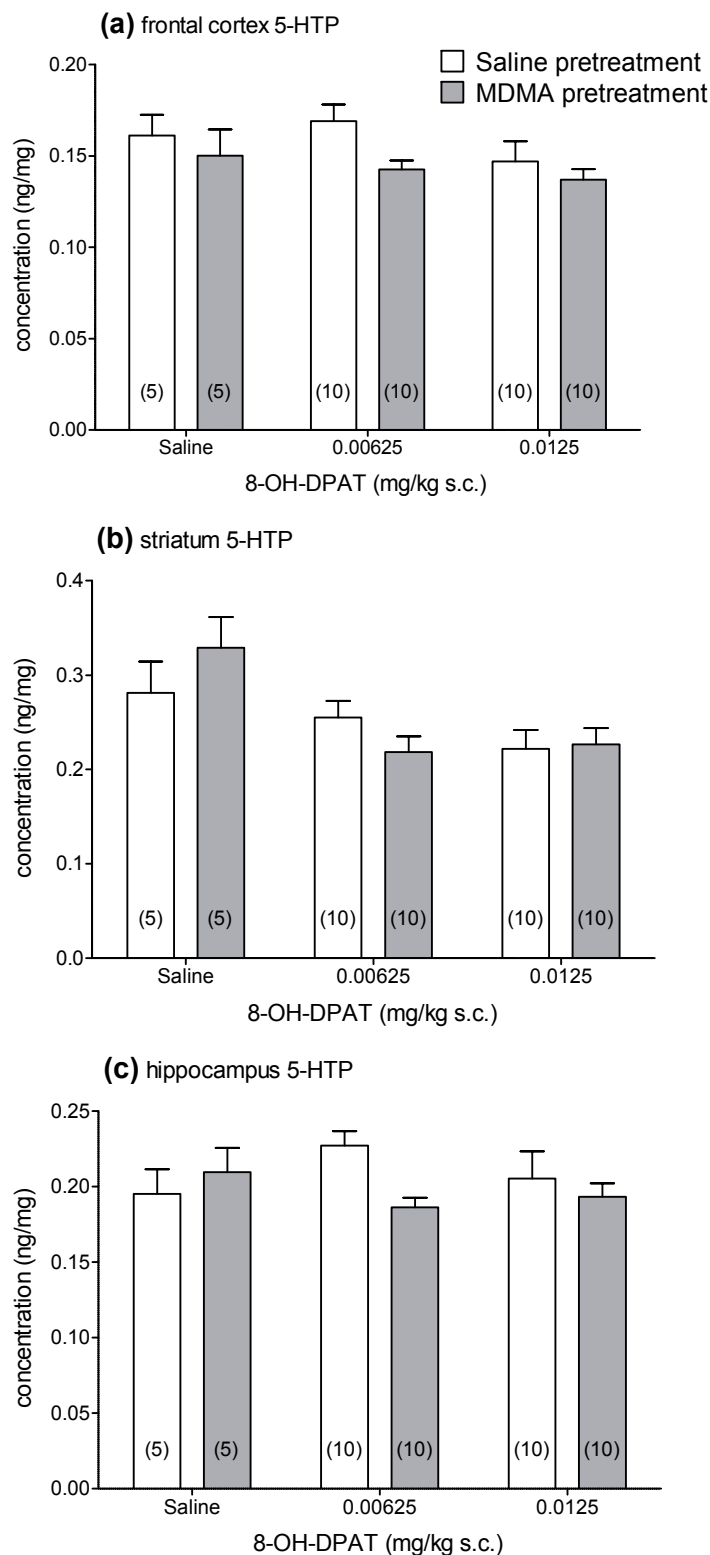 (a) frontal cortex 5-HTP
Saline pretreatment
MDMA pretreatment
concentration (ng/mg)
0.20
0.15
0.10
0.05
0.00
(5) (5) (10) (10) (10) (10)
Saline 0.00625 0.0125
8-OH-DPAT (mg/kg s.c.)
(b) striatum 5-HTP
concentration (ng/mg)
0.4
0.3
0.2
0.1
0.0
(5) (5) (10) (10) (10) (10)
Saline 0.00625 0.0125
8-OH-DPAT (mg/kg s.c.)
(c) hippocampus 5-HTP
concentration (ng/mg)
0.25
0.20
0.15
0.10
0.05
0.00
(5) (5) (10) (10) (10) (10)
Saline 0.00625 0.0125
8-OH-DPAT (mg/kg s.c.)